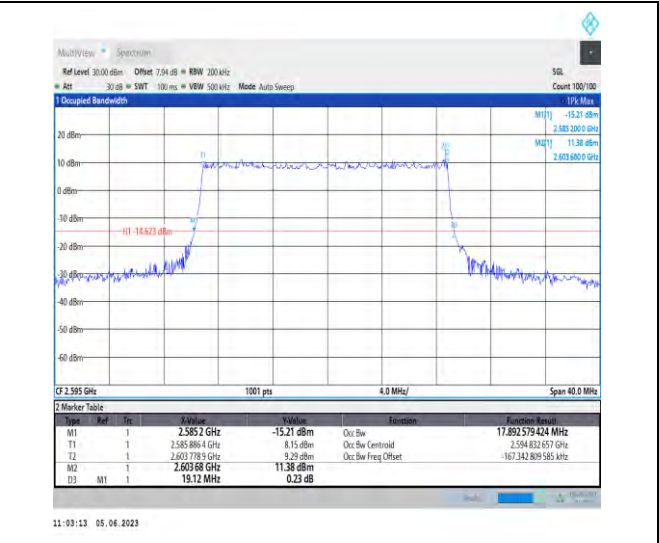 MultiView Spectrum
Ref Level 30.00 dBm Offset 7.94 dB RBW 200 kHz SGL
Att 30 dB SWT 100 ms VBW 500 kHz Mode Auto Sweep Count 100/100
1 Occupied Bandwidth 1Pk Max
M1[1] -15.21 dBm
2.585 200 0 GHz
M2[1] 11.38 dBm
2.603 680 0 GHz
20 dBm
T1
10 dBm
0 dBm
-10 dBm
H1 -14.623 dBm
-20 dBm
-30 dBm
-40 dBm
-50 dBm
-60 dBm
CF 2.595 GHz 1001 pts 4.0 MHz/ Span 40.0 MHz
2 Marker Table
Type Ref Trc X-Value Y-Value Function Function Result
M1 1 2.5852 GHz -15.21 dBm Occ Bw 17.892 579 424 MHz
T1 1 2.585 886 4 GHz 8.15 dBm Occ Bw Centroid 2.594 832 657 GHz
T2 1 2.603 778 9 GHz 9.29 dBm Occ Bw Freq Offset -167.342 809 585 kHz
M2 1 2.603 68 GHz 11.38 dBm
D3 M1 1 19.12 MHz 0.23 dB
11:03:13 05.06.2023